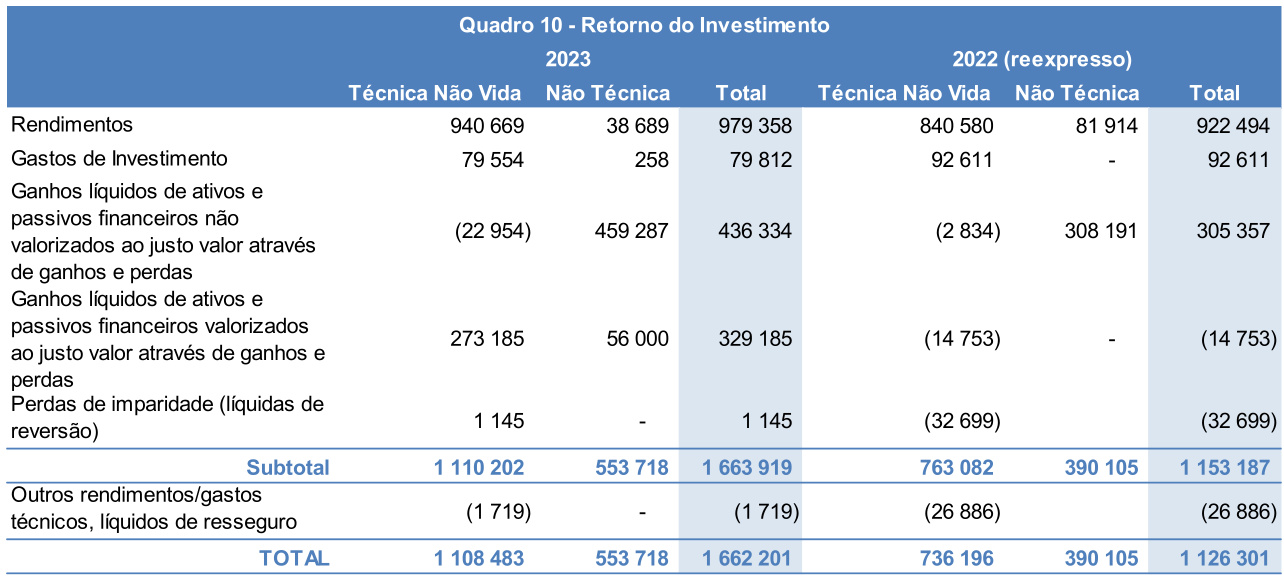 Quadro 10 - Retorno do Investimento
2023 2022 (reexpresso)
Técnica Não Vida Não Técnica Total Técnica Não Vida Não Técnica Total
Rendimentos 940 669 38 689 979 358 840 580 81 914 922 494
Gastos de Investimento 79 554 258 79 812 92 611 - 92 611
Ganhos líquidos de ativos e
passivos financeiros não
valorizados ao justo valor através
de ganhos e perdas (22 954) 459 287 436 334 (2 834) 308 191 305 357
Ganhos líquidos de ativos e
passivos financeiros valorizados
ao justo valor através de ganhos e
perdas 273 185 56 000 329 185 (14 753) - (14 753)
Perdas de imparidade (líquidas de
reversão) 1 145 - 1 145 (32 699) (32 699)
Subtotal 1 110 202 553 718 1 663 919 763 082 390 105 1 153 187
Outros rendimentos/gastos
técnicos, líquidos de resseguro (1 719) - (1 719) (26 886) (26 886)
TOTAL 1 108 483 553 718 1 662 201 736 196 390 105 1 126 301